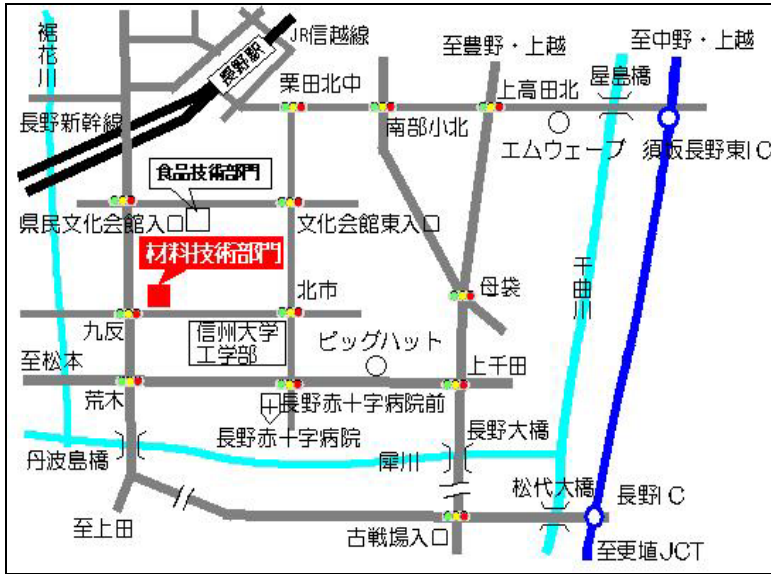 裾花川
JR信越線
長野駅
至豊野・上越
至中野・上越
栗田北中
上高田北
屋島橋
長野新幹線
南部小北
エムウェーブ
須坂長野東IC
食品技術部門
県民文化会館入口
文化会館東入口
材料技術部門
千曲川
北市
母袋
九反
信州大学
工学部
ビッグハット
至松本
上千田
荒木
長野赤十字病院前
長野赤十字病院
長野大橋
丹波島橋
犀川
松代大橋
長野IC
至上田
古戦場入口
至更埴JCT